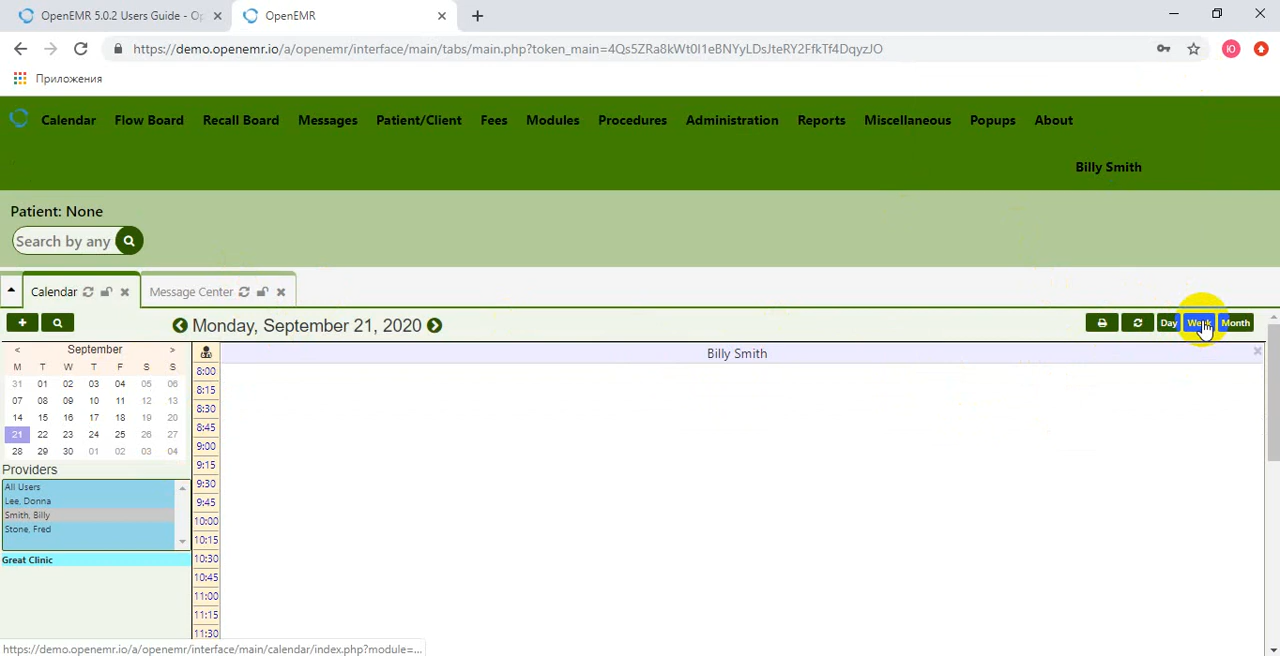 OpenEMR 5.0.2 Users Guide - Op
OpenEMR
https://demo.openemr.io/a/openemr/interface/main/tabs/main.php?token_main=4Qs5ZRa8kWt0I1eBNYyLDsJteRY2FfkTf4DqyzJO
Ю
Приложения
Calendar Flow Board Recall Board Messages Patient/Client Fees Modules Procedures Administration Reports Miscellaneous Popups About
Billy Smith
Patient: None
Search by any
Calendar
Message Center
Monday, September 21, 2020
Day Week Month
< September >
M T W T F S S
31 01 02 03 04 05 06
07 08 09 10 11 12 13
14 15 16 17 18 19 20
21 22 23 24 25 26 27
28 29 30 01 02 03 04
Providers
All Users
Lee, Donna
Smith, Billy
Stone, Fred
Great Clinic
Billy Smith
8:00
8:15
8:30
8:45
9:00
9:15
9:30
9:45
10:00
10:15
10:30
10:45
11:00
11:15
11:30
https://demo.openemr.io/a/openemr/interface/main/calendar/index.php?module=...